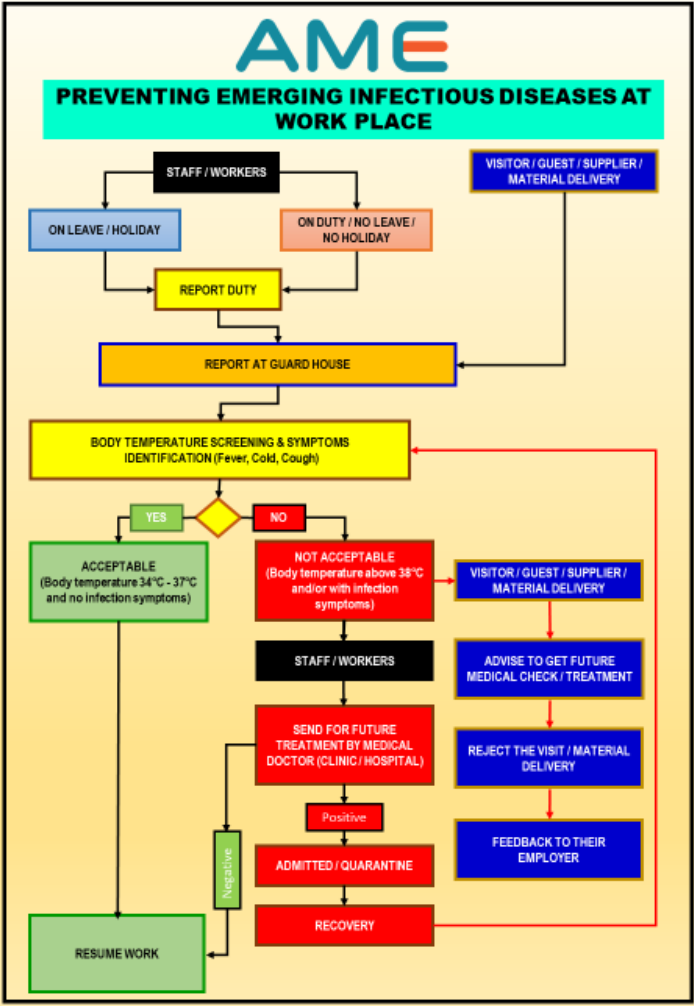 AME
PREVENTING EMERGING INFECTIOUS DISEASES AT
WORK PLACE
STAFF / WORKERS
VISITOR / GUEST / SUPPLIER /
MATERIAL DELIVERY
ON LEAVE / HOLIDAY
ON DUTY / NO LEAVE /
NO HOLIDAY
REPORT DUTY
REPORT AT GUARD HOUSE
BODY TEMPERATURE SCREENING & SYMPTOMS
IDENTIFICATION (Fever, Cold, Cough)
YES
NO
ACCEPTABLE
(Body temperature 34°C - 37°C
and no infection symptoms)
NOT ACCEPTABLE
(Body temperature above 38°C
and/or with infection
symptoms)
VISITOR / GUEST / SUPPLIER /
MATERIAL DELIVERY
STAFF / WORKERS
ADVISE TO GET FUTURE
MEDICAL CHECK / TREATMENT
SEND FOR FUTURE
TREATMENT BY MEDICAL
DOCTOR (CLINIC / HOSPITAL)
REJECT THE VISIT / MATERIAL
DELIVERY
Positive
Negative
FEEDBACK TO THEIR
EMPLOYER
ADMITTED / QUARANTINE
RECOVERY
RESUME WORK